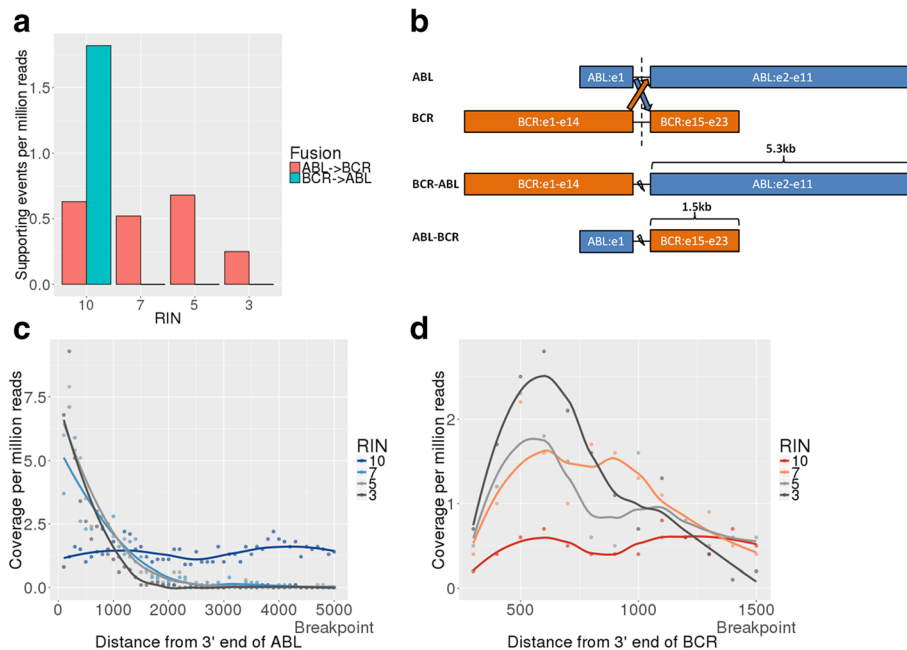 a
Supporting events per million reads
1.5
1.0
0.5
0.0
10
7
5
3
RIN
Fusion
ABL->BCR
BCR->ABL
b
ABL
ABL:e1
ABL:e2-e11
BCR
BCR:e1-e14
BCR:e15-e23
5.3kb
BCR-ABL
BCR:e1-e14
ABL:e2-e11
1.5kb
ABL-BCR
ABL:e1
BCR:e15-e23
c
Coverage per million reads
7.5
5.0
2.5
0.0
0
1000
2000
3000
4000
5000
Breakpoint
Distance from 3' end of ABL
RIN
10
7
5
3
d
Coverage per million reads
2
1
0
500
1000
1500
Breakpoint
Distance from 3' end of BCR
RIN
10
7
5
3